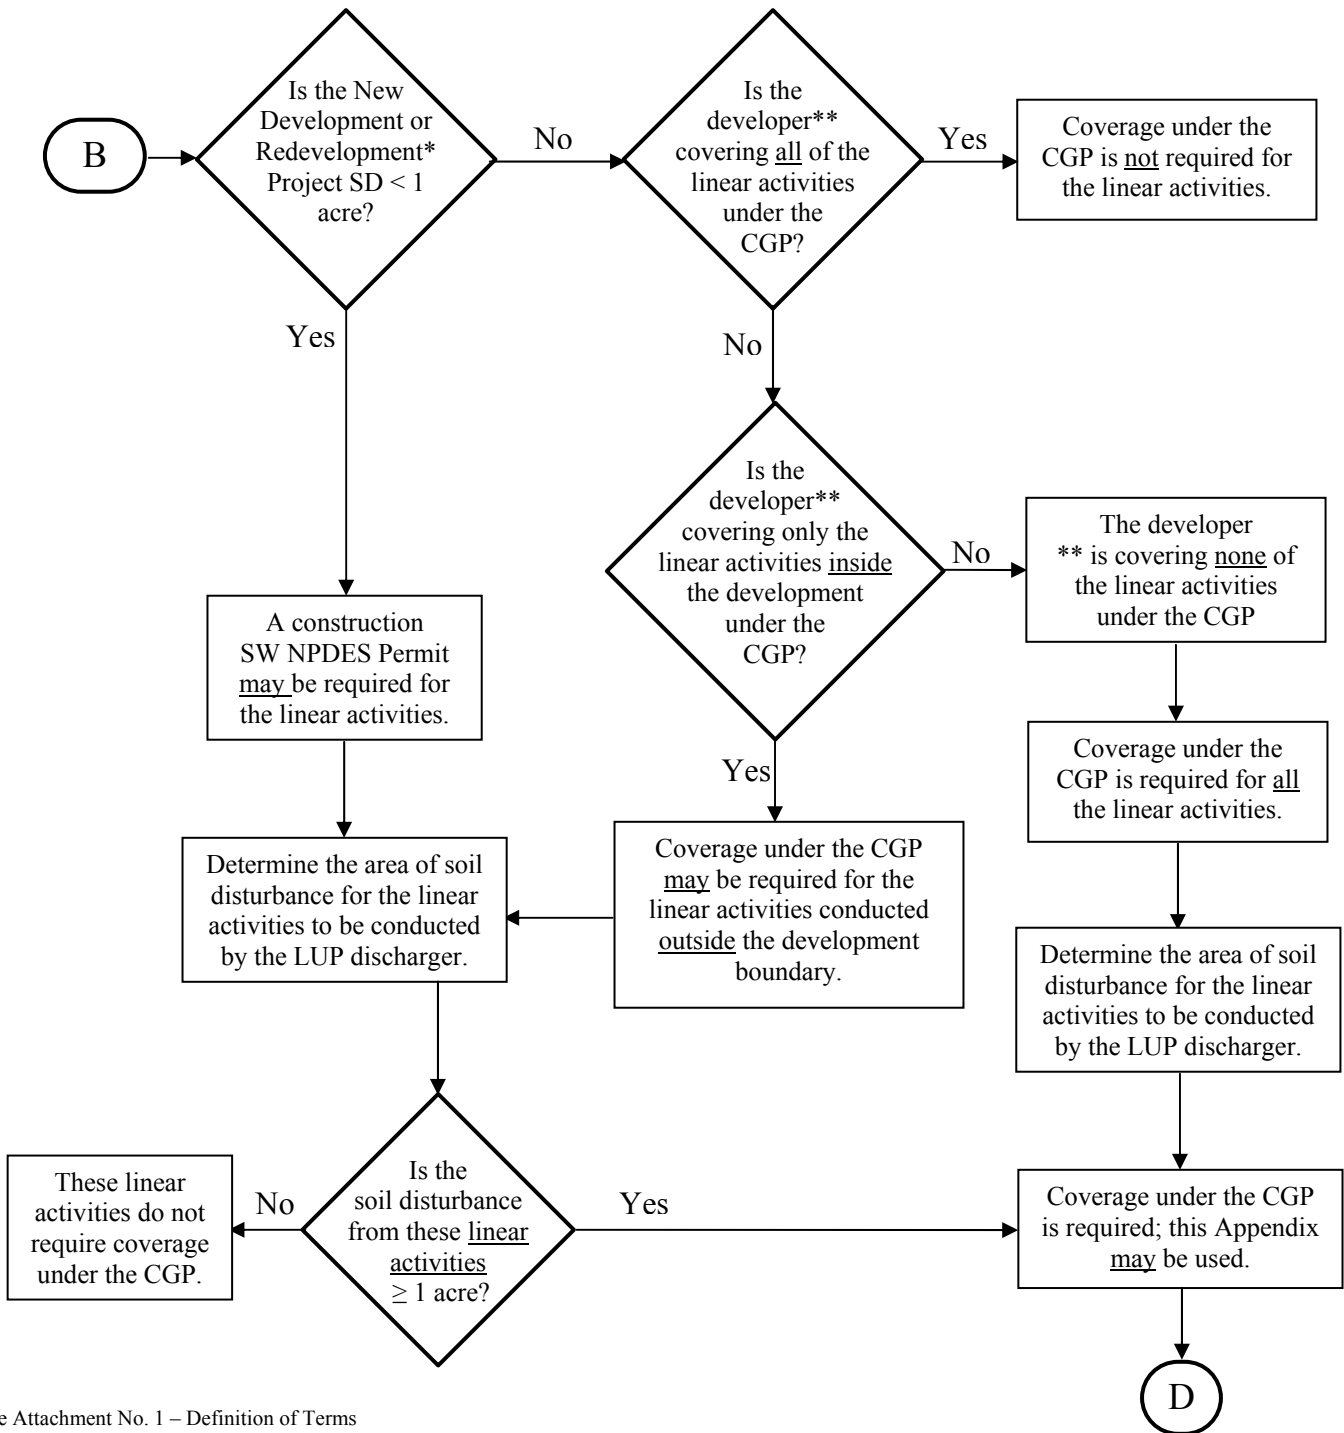 B
Is the New
Development or
Redevelopment*
Project SD < 1
acre?
No
Is the
developer**
covering all of the
linear activities
under the
CGP?
Yes
Coverage under the
CGP is not required for
the linear activities.
Yes
No
Is the
developer**
covering only the
linear activities inside
the development
under the
CGP?
No
The developer
** is covering none of
the linear activities
under the CGP
A construction
SW NPDES Permit
may be required for
the linear activities.
Yes
Coverage under the
CGP is required for all
the linear activities.
Determine the area of soil
disturbance for the linear
activities to be conducted
by the LUP discharger.
Coverage under the CGP
may be required for the
linear activities conducted
outside the development
boundary.
Determine the area of soil
disturbance for the linear
activities to be conducted
by the LUP discharger.
These linear
activities do not
require coverage
under the CGP.
No
Is the
soil disturbance
from these linear
activities
≥ 1 acre?
Yes
Coverage under the CGP
is required; this Appendix
may be used.
D
e Attachment No. 1 – Definition of Terms